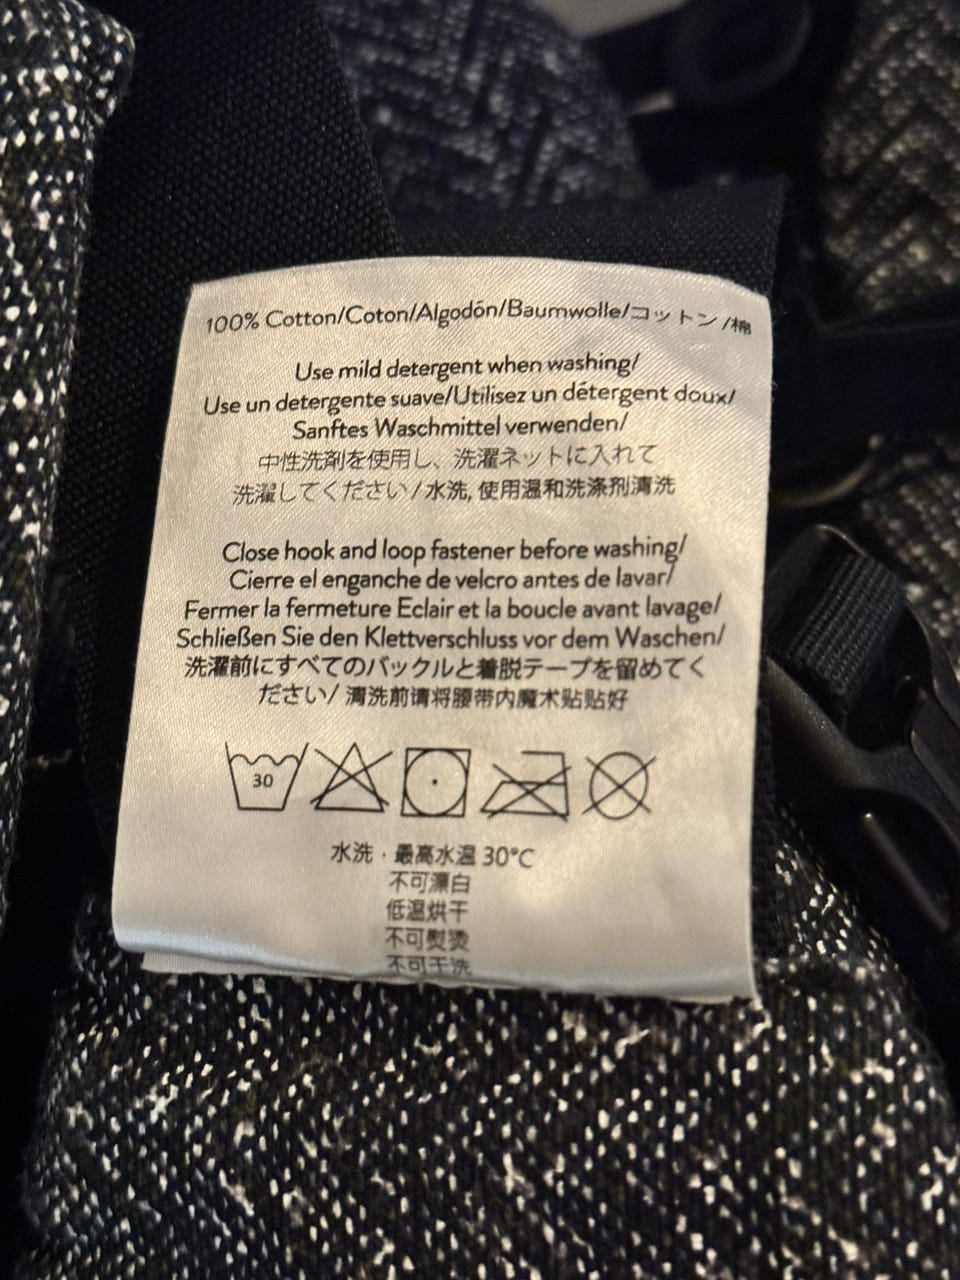 100% Cotton/Coton/Algodón/Baumwolle/コットン/棉
Use mild detergent when washing/
Use un detergente suave/Utilisez un détergent doux/
Sanftes Waschmittel verwenden/
中性洗剤を使用し、洗濯ネットに入れて
洗濯してください/水洗, 使用温和洗涤剂清洗
Close hook and loop fastener before washing/
Cierre el enganche de velcro antes de lavar/
Fermer la fermeture Eclair et la boucle avant lavage/
Schließen Sie den Klettverschluss vor dem Waschen/
洗濯前にすべてのバックルと着脱テープを留めてく
ださい/ 清洗前请将腰带内魔术贴贴好
30
水洗 · 最高水温 30°C
不可漂白
低温烘干
不可熨烫
不可干洗